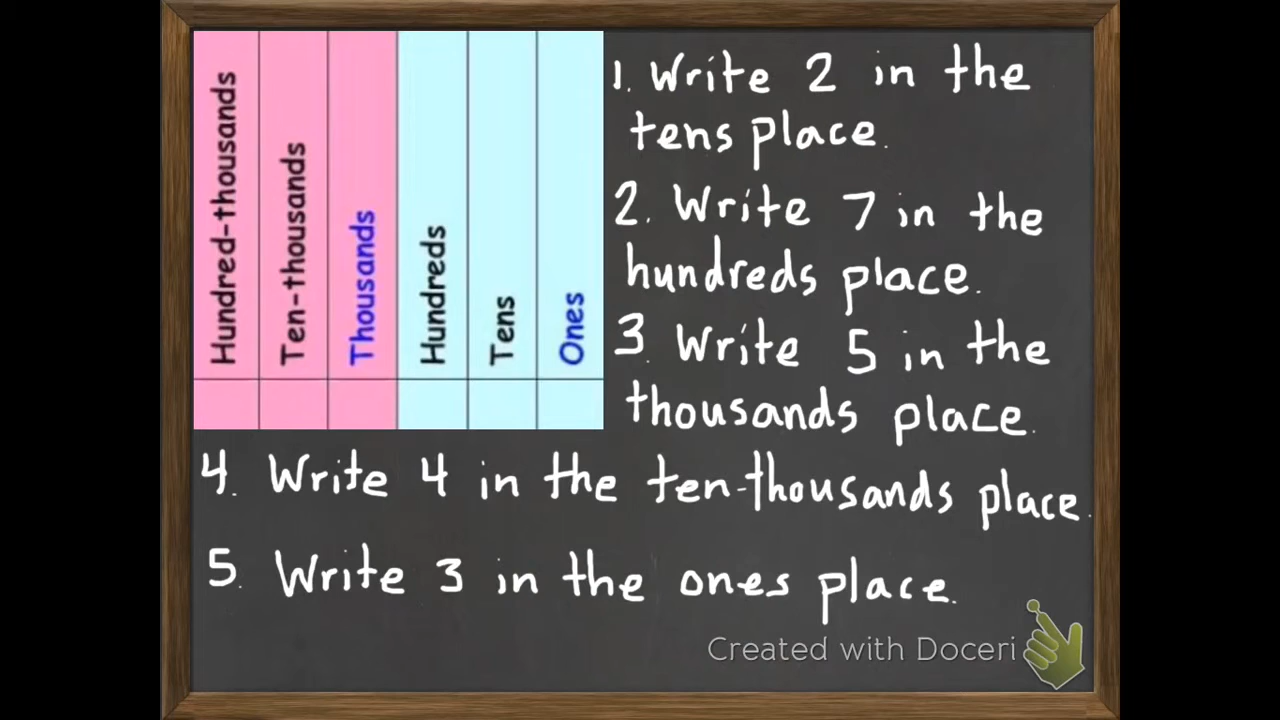 Hundred-thousands
Ten-thousands
Thousands
Hundreds
Tens
Ones
1. Write 2 in the
tens place.
2. Write 7 in the
hundreds place.
3. Write 5 in the
thousands place.
4. Write 4 in the ten-thousands place.
5. Write 3 in the ones place.
Created with Doceri